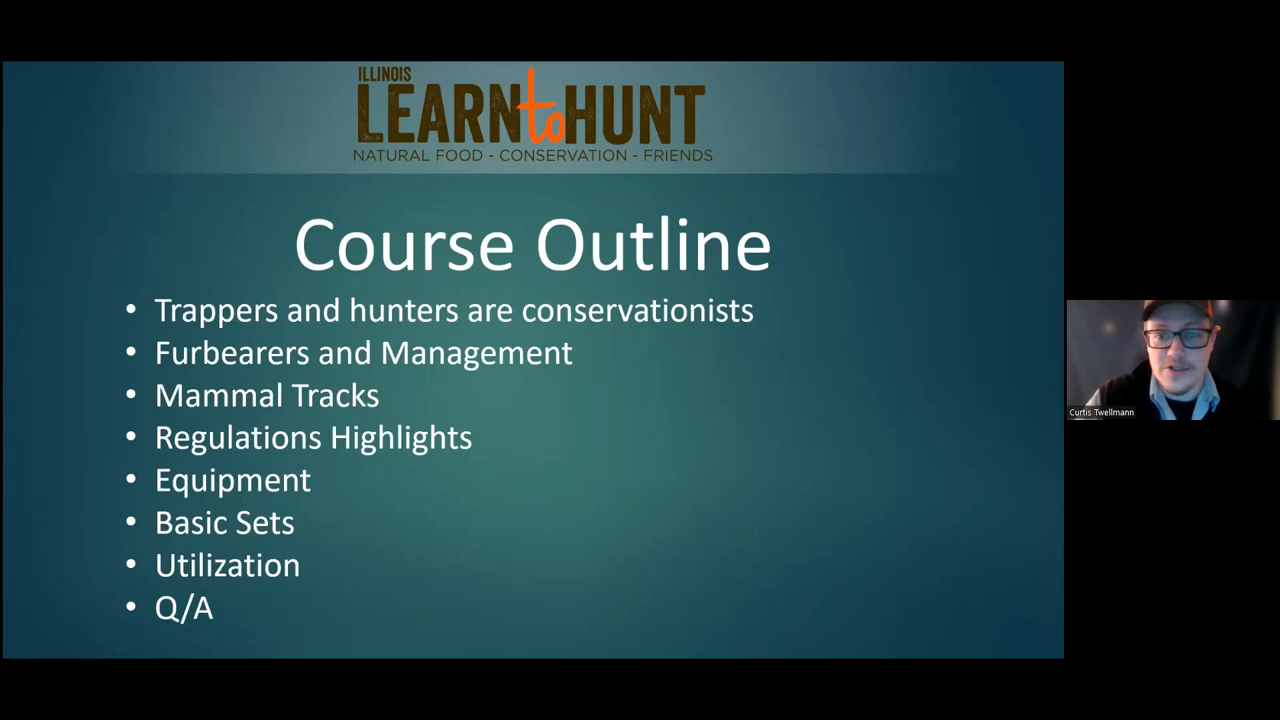 ILLINOIS
LEARN to HUNT
NATURAL FOOD - CONSERVATION - FRIENDS
Course Outline
• Trappers and hunters are conservationists
• Furbearers and Management
• Mammal Tracks
• Regulations Highlights
• Equipment
• Basic Sets
• Utilization
• Q/A
Curtis Twellmann